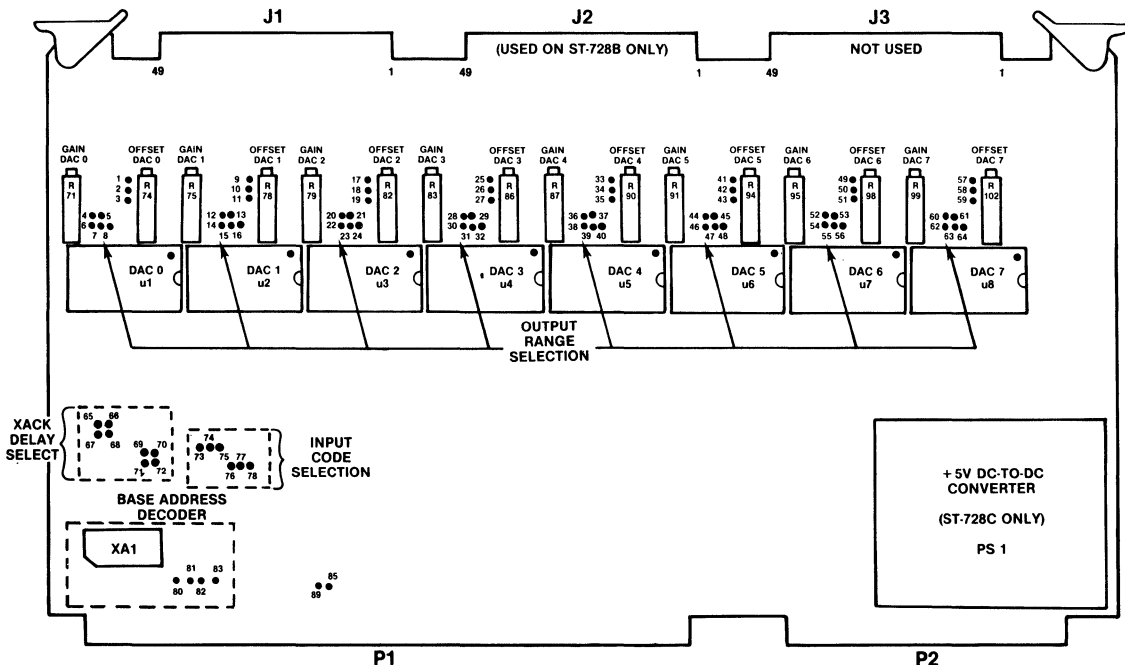 J1 J2 J3
(USED ON ST-728B ONLY) NOT USED
49 1 49 1 49 1
GAIN DAC 0 OFFSET DAC 0 GAIN DAC 1 OFFSET DAC 1 GAIN DAC 2 OFFSET DAC 2 GAIN DAC 3 OFFSET DAC 3 GAIN DAC 4 OFFSET DAC 4 GAIN DAC 5 OFFSET DAC 5 GAIN DAC 6 OFFSET DAC 6 GAIN DAC 7 OFFSET DAC 7
R 71 R 74 R 75 R 78 R 79 R 82 R 83 R 86 R 87 R 90 R 91 R 94 R 95 R 98 R 99 R 102
1 9 17 25 33 41 49 57
2 10 18 26 34 42 50 58
3 11 19 27 35 43 51 59
4 5 12 13 20 21 28 29 36 37 44 45 52 53 60 61
6 14 22 30 38 46 54 62
7 8 15 16 23 24 31 32 39 40 47 48 55 56 63 64
DAC 0 DAC 1 DAC 2 DAC 3 DAC 4 DAC 5 DAC 6 DAC 7
u1 u2 u3 u4 u5 u6 u7 u8
OUTPUT
RANGE
SELECTION
XACK
DELAY
SELECT
65 66
67 68
69 70
71 72
74
73 75 77
76 78
INPUT
CODE
SELECTION
BASE ADDRESS
DECODER
XA1
81 83
80 82
85
89
+5V DC-TO-DC
CONVERTER
(ST-728C ONLY)
PS 1
P1 P2